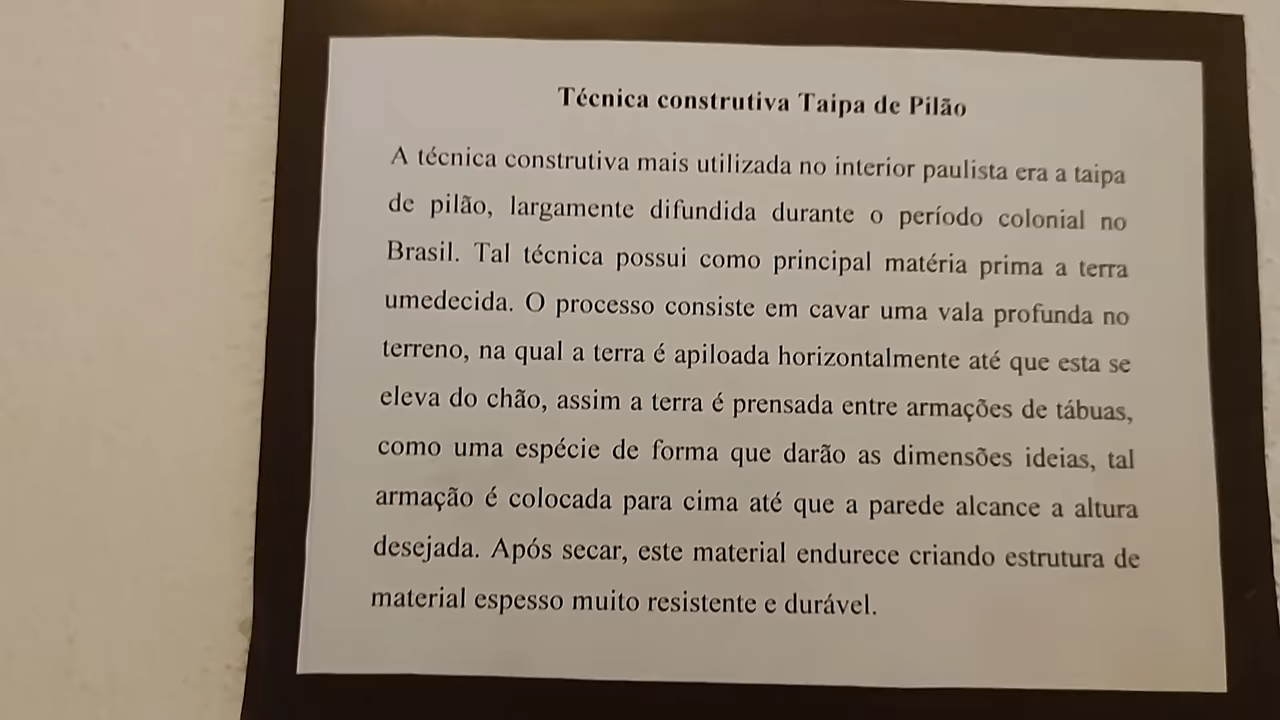 Técnica construtiva Taipa de Pilão
A técnica construtiva mais utilizada no interior paulista era a taipa
de pilão, largamente difundida durante o período colonial no
Brasil. Tal técnica possui como principal matéria prima a terra
umedecida. O processo consiste em cavar uma vala profunda no
terreno, na qual a terra é apiloada horizontalmente até que esta se
eleva do chão, assim a terra é prensada entre armações de tábuas,
como uma espécie de forma que darão as dimensões ideias, tal
armação é colocada para cima até que a parede alcance a altura
desejada. Após secar, este material endurece criando estrutura de
material espesso muito resistente e durável.